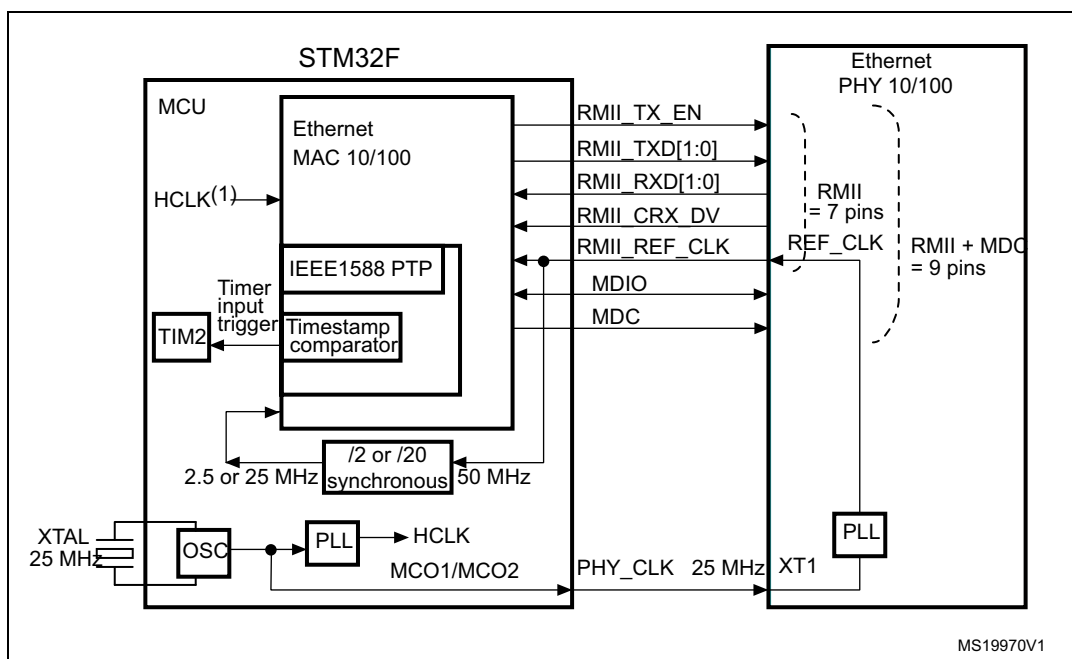 STM32F
Ethernet
PHY 10/100
MCU
Ethernet
MAC 10/100
HCLK(1)
RMII_TX_EN
RMII_TXD[1:0]
RMII_RXD[1:0]
RMII_CRX_DV
RMII_REF_CLK
MDIO
MDC
RMII
= 7 pins
REF_CLK
RMII + MDC
= 9 pins
IEEE1588 PTP
Timer
input
trigger
TIM2
Timestamp
comparator
/2 or /20
synchronous
2.5 or 25 MHz
50 MHz
XTAL
25 MHz
OSC
PLL
HCLK
MCO1/MCO2
PHY_CLK 25 MHz
XT1
PLL
MS19970V1